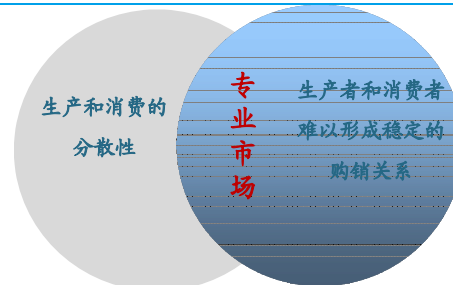 生产和消费的
分散性
专业市场
生产者和消费者
难以形成稳定的
购销关系